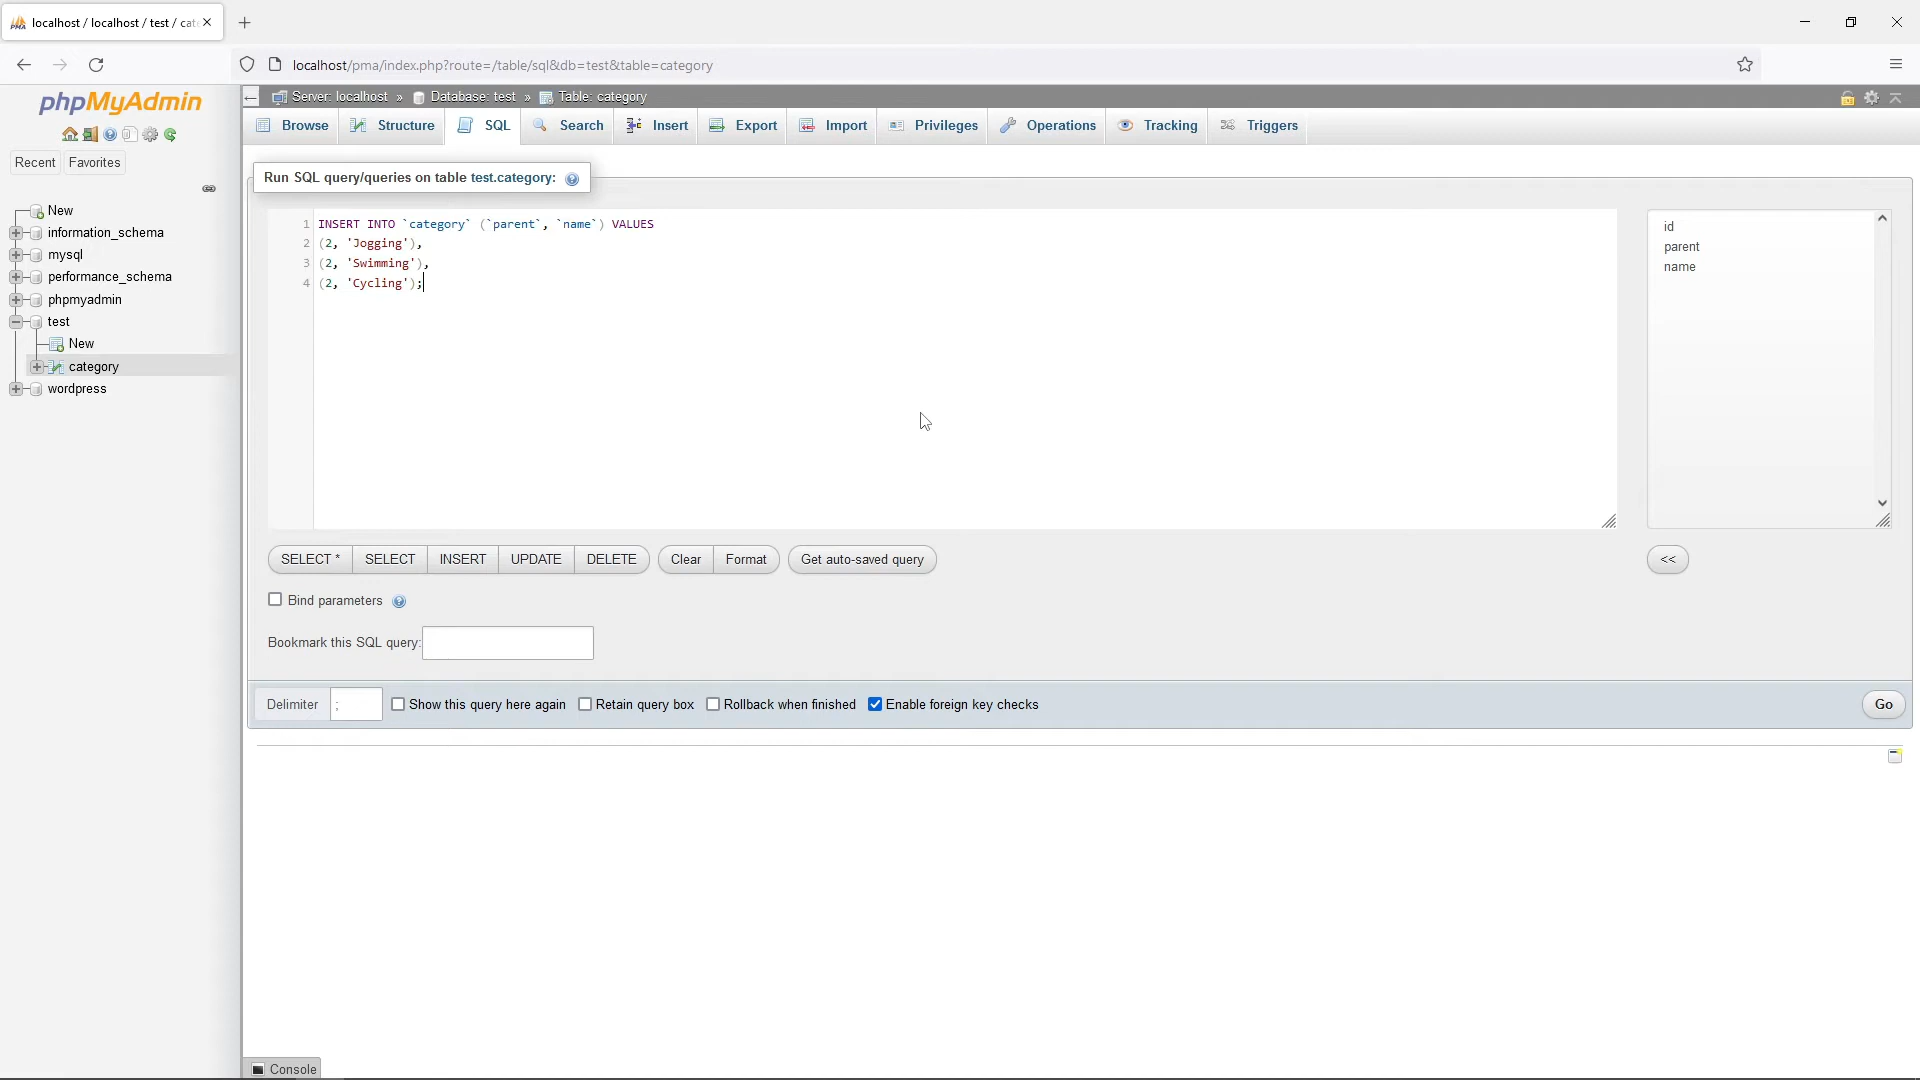 localhost / localhost / test / cat
localhost/pma/index.php?route=/table/sql&db=test&table=category
phpMyAdmin
Recent
Favorites
New
information_schema
mysql
performance_schema
phpmyadmin
test
New
category
wordpress
Server: localhost » Database: test » Table: category
Browse
Structure
SQL
Search
Insert
Export
Import
Privileges
Operations
Tracking
Triggers
Run SQL query/queries on table test.category:
1 INSERT INTO `category` (`parent`, `name`) VALUES
2 (2, 'Jogging'),
3 (2, 'Swimming'),
4 (2, 'Cycling');
id
parent
name
SELECT *
SELECT
INSERT
UPDATE
DELETE
Clear
Format
Get auto-saved query
<<
Bind parameters
Bookmark this SQL query:
Delimiter
;
Show this query here again
Retain query box
Rollback when finished
Enable foreign key checks
Go
Console